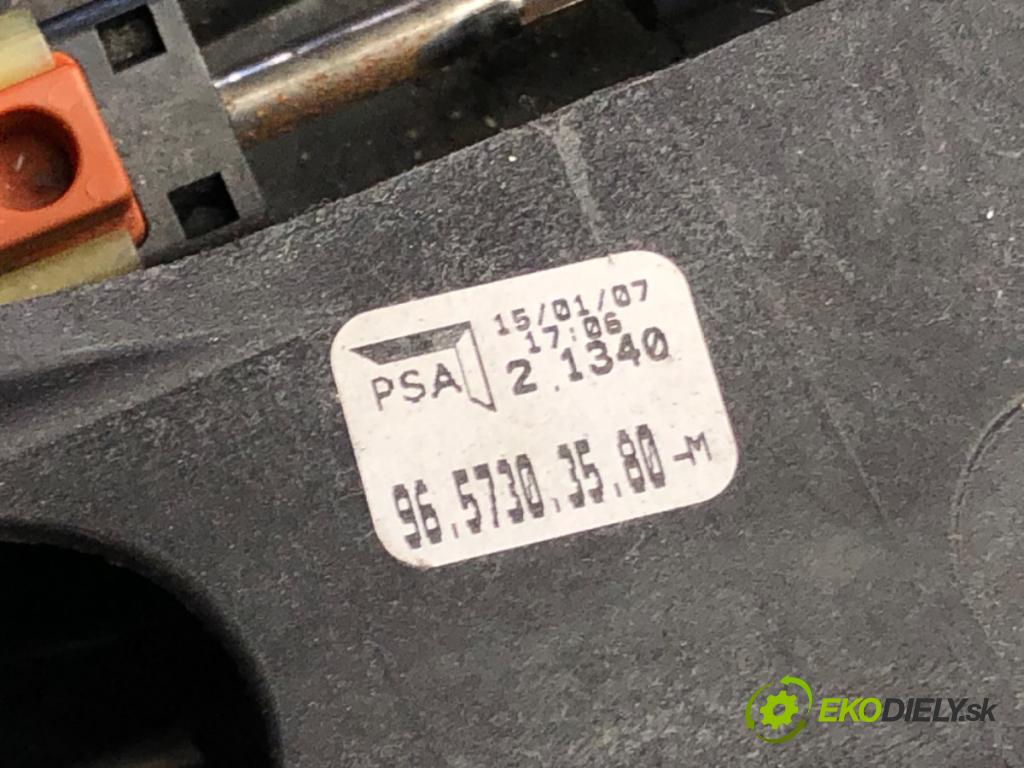 PSA
15/01/07
17:06
2.1340
96.5730.35.80-M
EKODIELY.sk